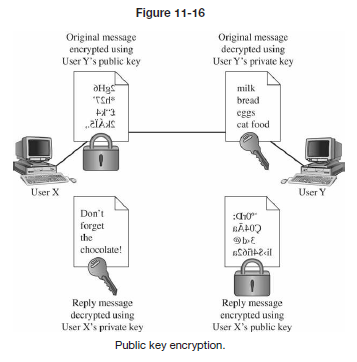 Figure 11-16
Original message
encrypted using
User Y's public key
Original message
decrypted using
User Y's private key
milk
bread
eggs
cat food
User X
User Y
Don't
forget
the
chocolate!
Reply message
decrypted using
User X's private key
Reply message
encrypted using
User X's public key
Public key encryption.